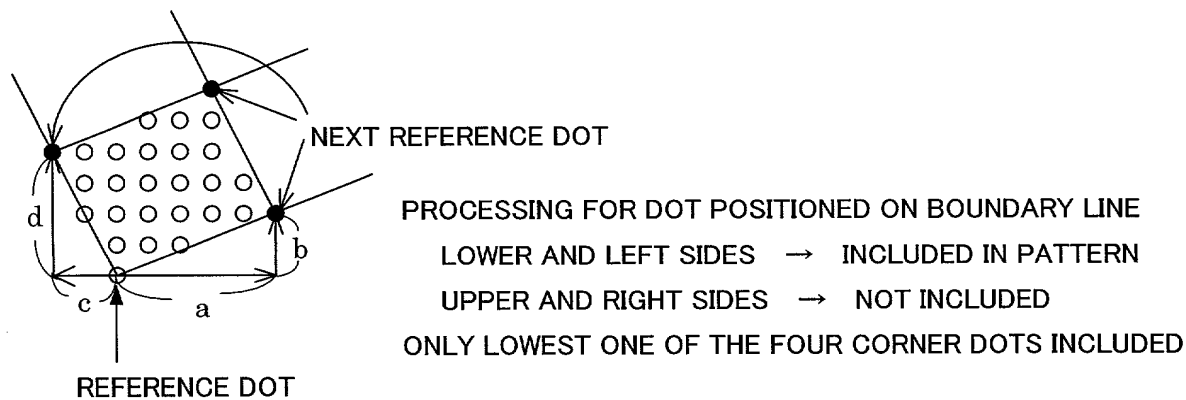 NEXT REFERENCE DOT
d
b
c
a
REFERENCE DOT
PROCESSING FOR DOT POSITIONED ON BOUNDARY LINE
LOWER AND LEFT SIDES → INCLUDED IN PATTERN
UPPER AND RIGHT SIDES → NOT INCLUDED
ONLY LOWEST ONE OF THE FOUR CORNER DOTS INCLUDED